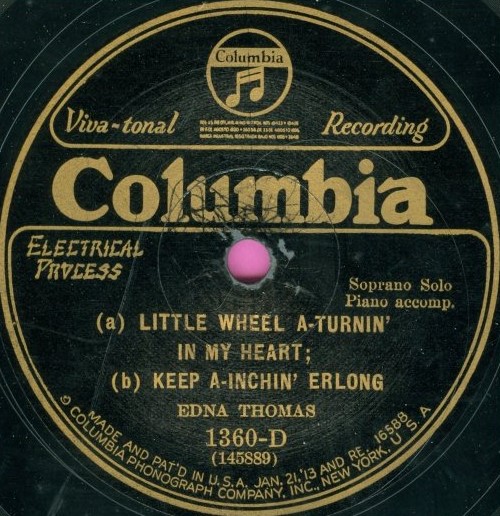 Columbia
Viva-tonal Recording
Columbia
ELECTRICAL
PROCESS
Soprano Solo
Piano accomp.
(a) LITTLE WHEEL A-TURNIN'
IN MY HEART;
(b) KEEP A-INCHIN' ERLONG
EDNA THOMAS
1360-D
(145889)
MADE AND PAT'D IN U.S.A. JAN. 21,'13 AND RE. 16588
© COLUMBIA PHONOGRAPH COMPANY, INC., NEW YORK, U.S.A